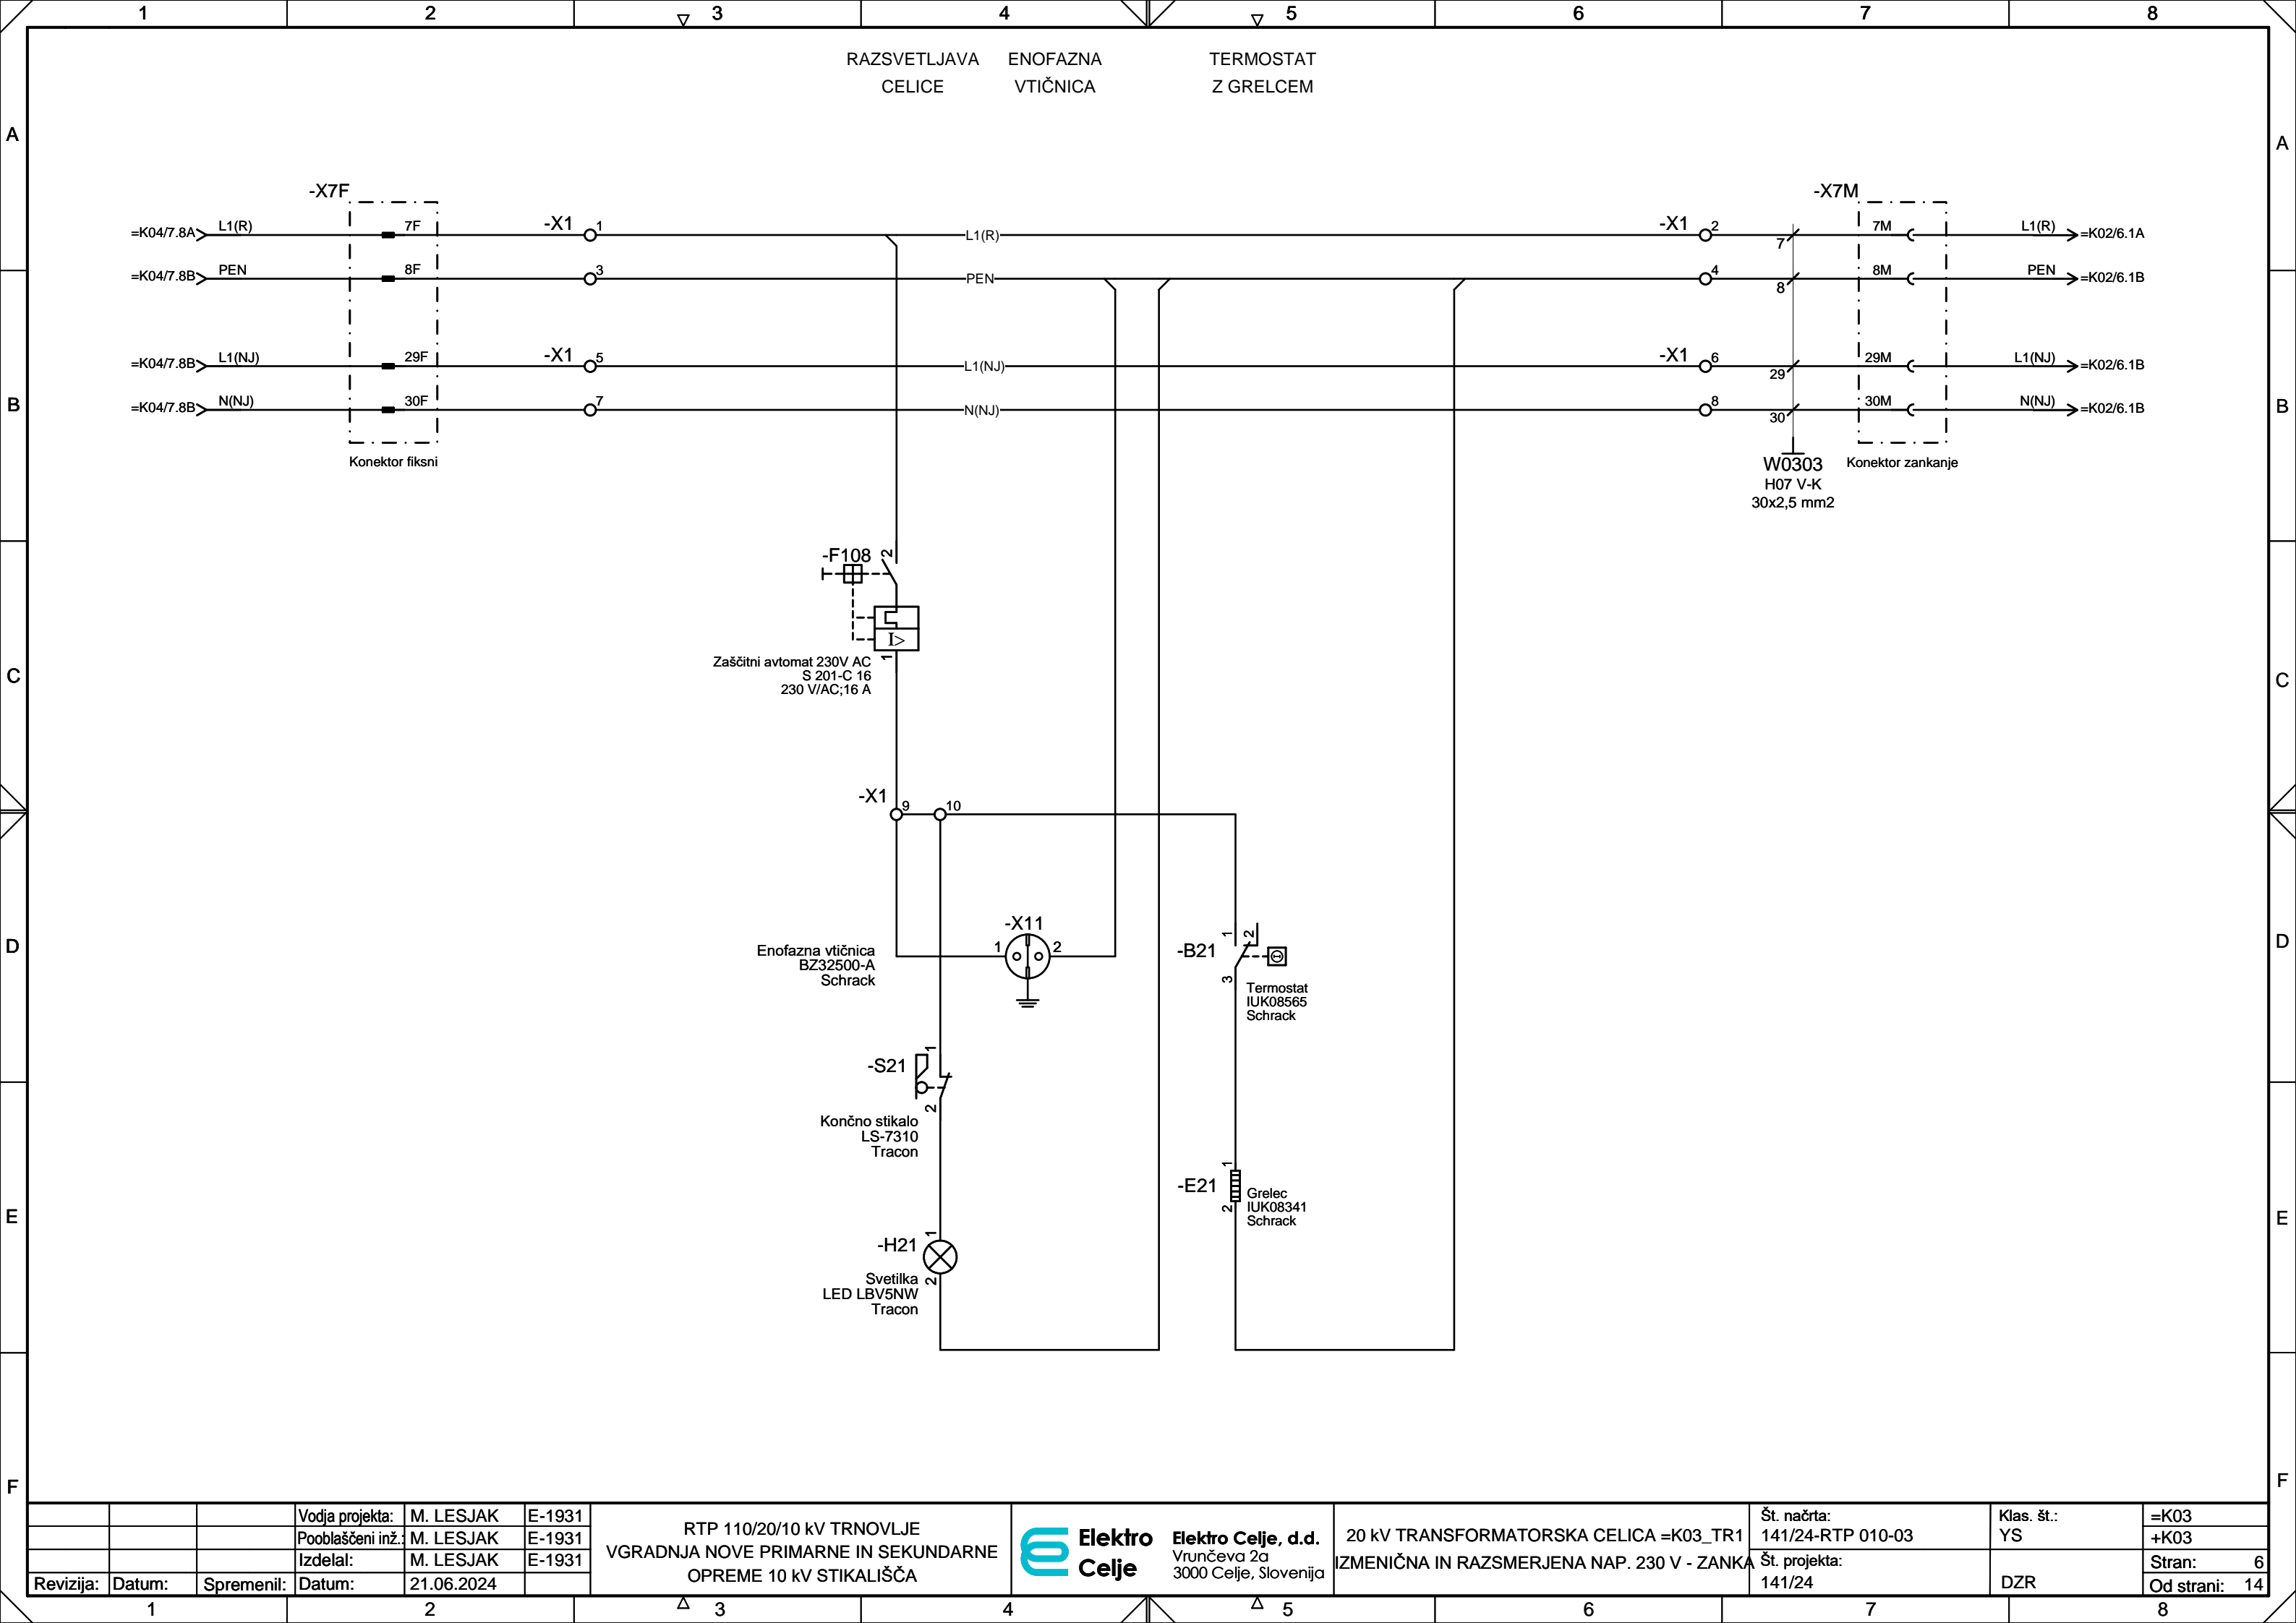 1 2 3 4 5 6 7 8
RAZSVETLJAVA
CELICE
ENOFAZNA
VTIČNICA
TERMOSTAT
Z GRELCEM
A A
-X7F
-X7M
=K04/7.8A L1(R) 7F -X1 1 L1(R) -X1 2 7 7M L1(R) =K02/6.1A
=K04/7.8B PEN 8F 3 PEN 4 8 8M PEN =K02/6.1B
=K04/7.8B L1(NJ) 29F -X1 5 L1(NJ) -X1 6 29 29M L1(NJ) =K02/6.1B
B B
=K04/7.8B N(NJ) 30F 7 N(NJ) 8 30 30M N(NJ) =K02/6.1B
Konektor fiksni
W0303
H07 V-K
30x2,5 mm2
Konektor zankanje
-F108 2
I>
1
Zaščitni avtomat 230V AC
S 201-C 16
230 V/AC;16 A
C C
-X1 9 10
-X11
1 2
Enofazna vtičnica
BZ32500-A
Schrack
D D
-B21 1 2
3
Termostat
IUK08565
Schrack
-S21 1
2
Končno stikalo
LS-7310
Tracon
-E21 1
2
Grelec
IUK08341
Schrack
E E
-H21 1
2
Svetilka
LED LBV5NW
Tracon
F F
Vodja projekta: M. LESJAK E-1931
Pooblaščeni inž.: M. LESJAK E-1931
Izdelal: M. LESJAK E-1931
Revizija: Datum: Spremenil: Datum: 21.06.2024
RTP 110/20/10 kV TRNOVLJE
VGRADNJA NOVE PRIMARNE IN SEKUNDARNE
OPREME 10 kV STIKALIŠČA
Elektro
Celje
Elektro Celje, d.d.
Vrunčeva 2a
3000 Celje, Slovenija
20 kV TRANSFORMATORSKA CELICA =K03_TR1
IZMENIČNA IN RAZSMERJENA NAP. 230 V - ZANKA
Št. načrta:
141/24-RTP 010-03
Št. projekta:
141/24
Klas. št.:
YS
DZR
=K03
+K03
Stran: 6
Od strani: 14
1 2 3 4 5 6 7 8